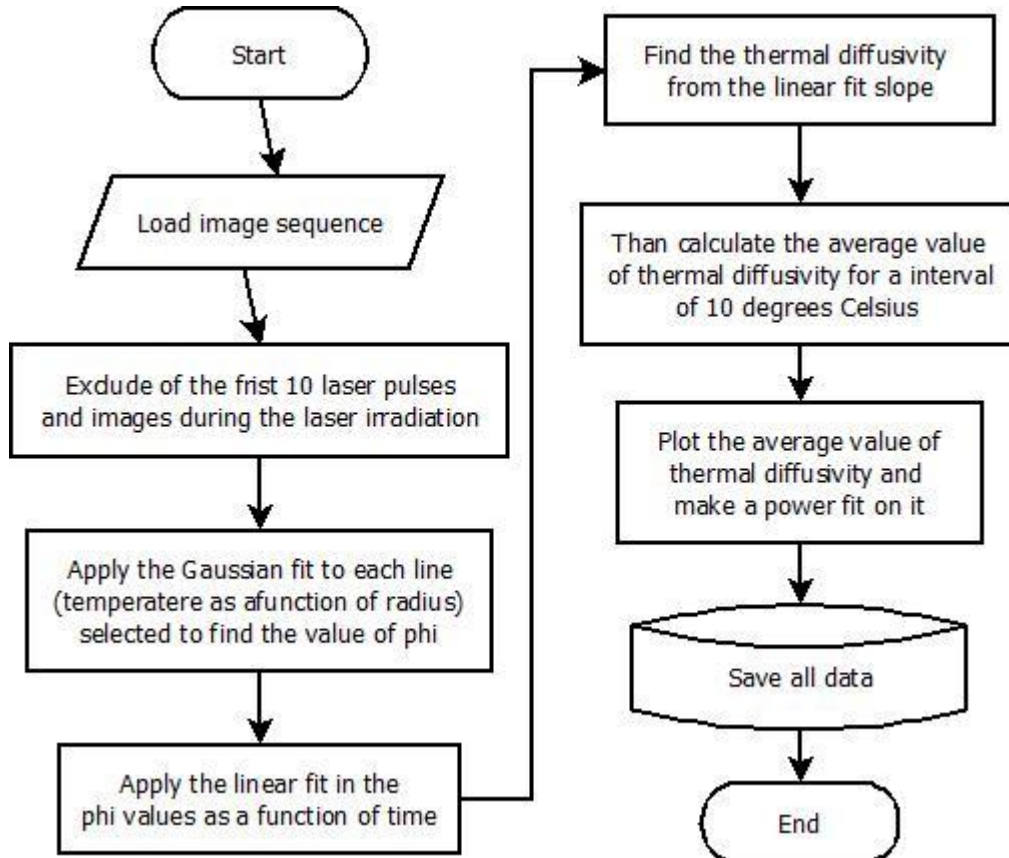 Start
Load image sequence
Exclude of the frist 10 laser pulses
and images during the laser irradiation
Apply the Gaussian fit to each line
(temperatere as afunction of radius)
selected to find the value of phi
Apply the linear fit in the
phi values as a function of time
Find the thermal diffusivity
from the linear fit slope
Than calculate the average value
of thermal diffusivity for a interval
of 10 degrees Celsius
Plot the average value of
thermal diffusivity and
make a power fit on it
Save all data
End